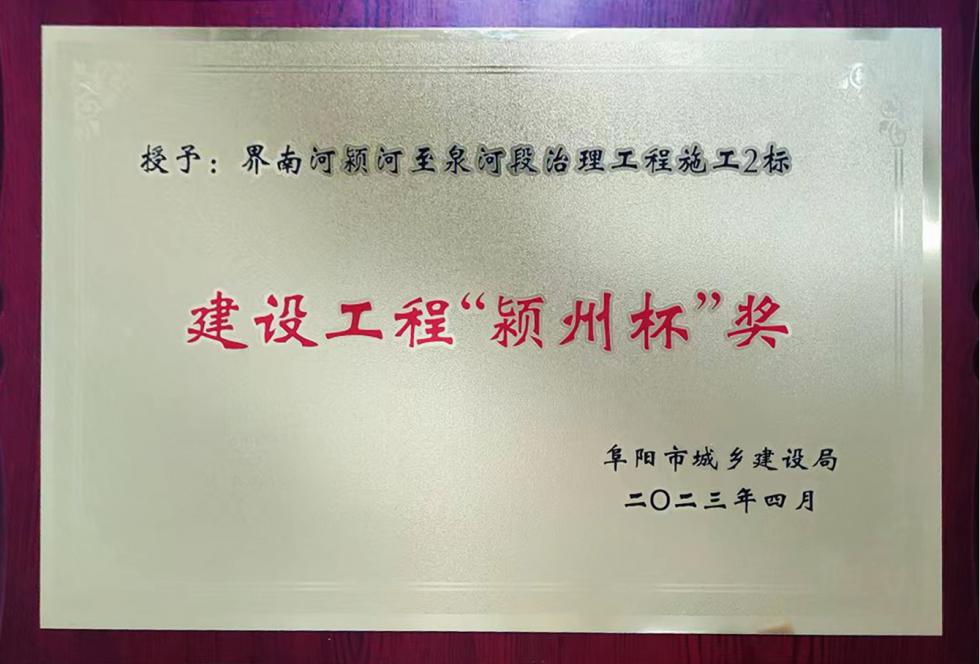 授予：界南河颍河至泉河段治理工程施工2标
建设工程“颍州杯”奖
阜阳市城乡建设局
二〇二三年四月